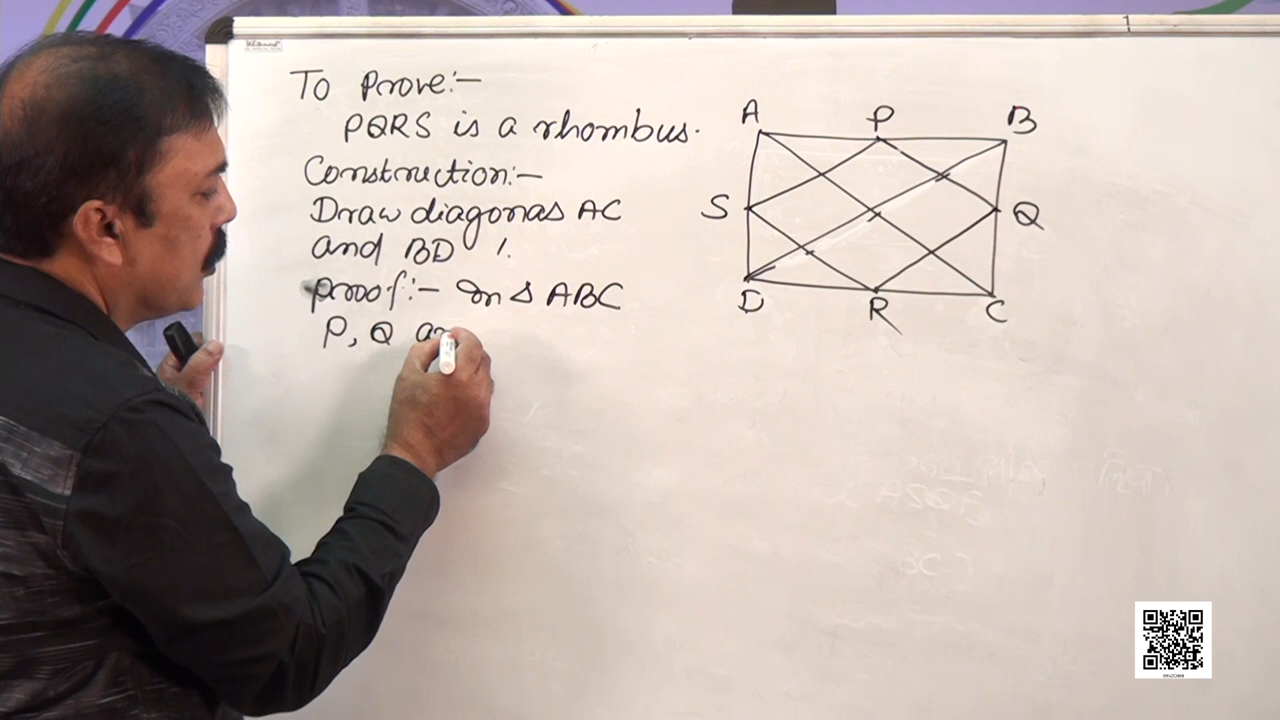 To Prove:-
PQRS is a rhombus.
Construction:-
Draw diagonas AC
and BD
Proof:- In Δ ABC
P, Q
A P B
S Q
D R C